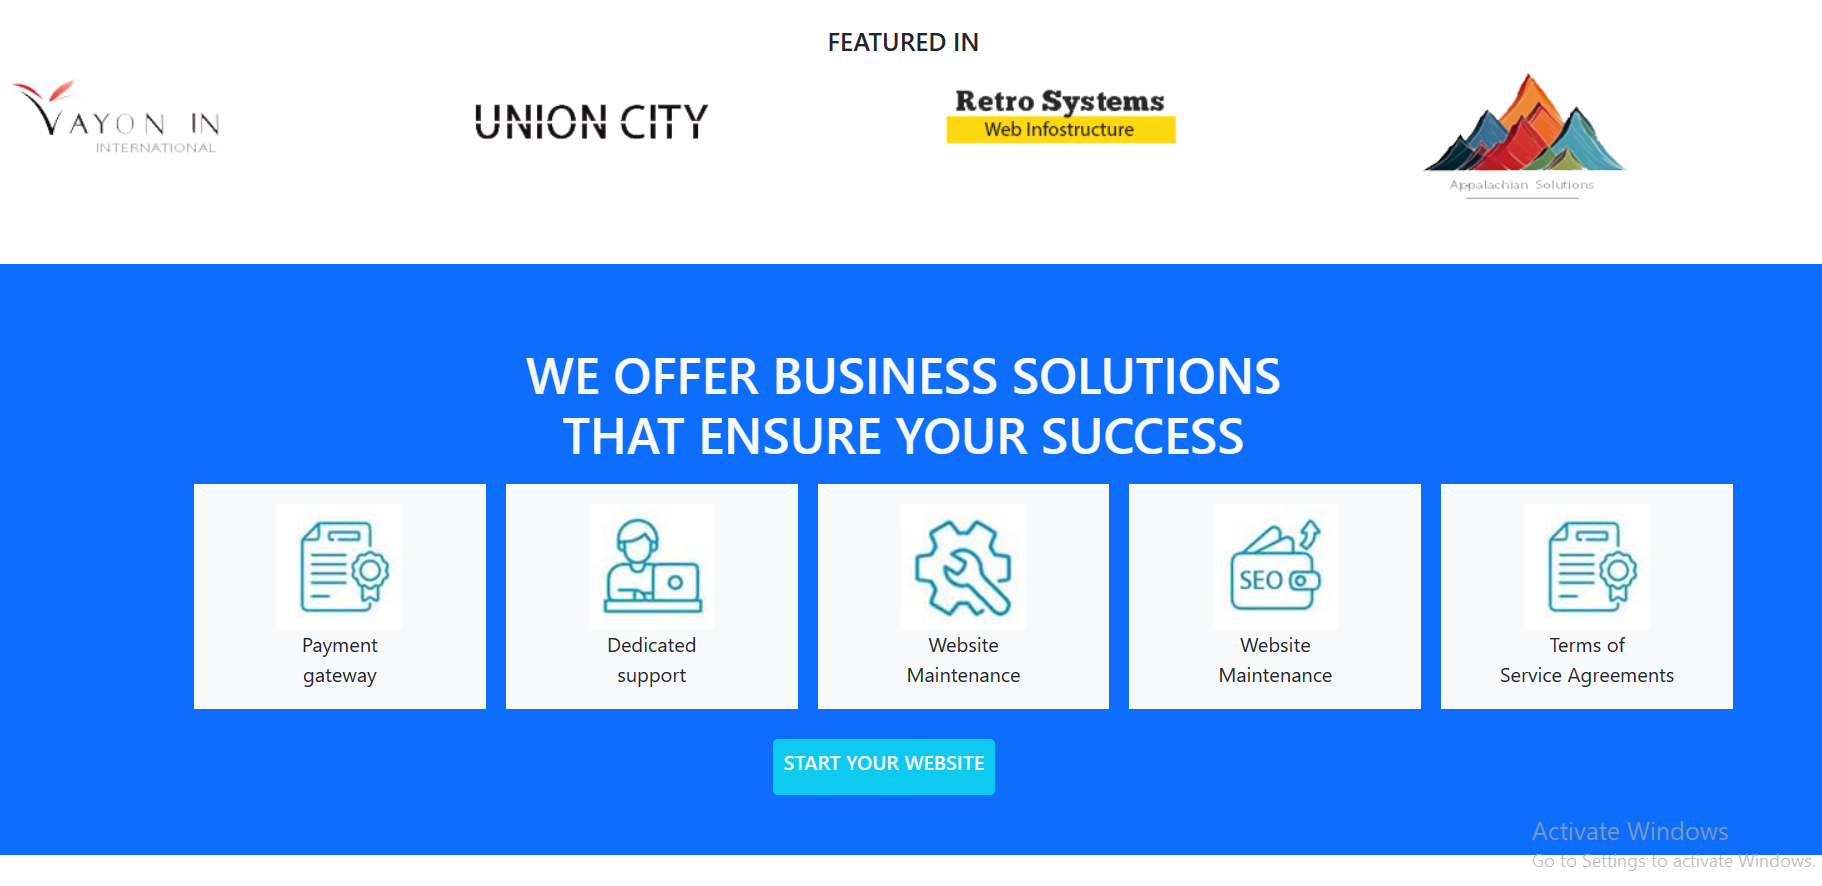 FEATURED IN
VAYON IN
INTERNATIONAL
UNION CITY
Retro Systems
Web Infostructure
Appalachian Solutions
WE OFFER BUSINESS SOLUTIONS
THAT ENSURE YOUR SUCCESS
Payment
gateway
Dedicated
support
Website
Maintenance
SEO
Website
Maintenance
Terms of
Service Agreements
START YOUR WEBSITE
Activate Windows
Go to Settings to activate Windows.